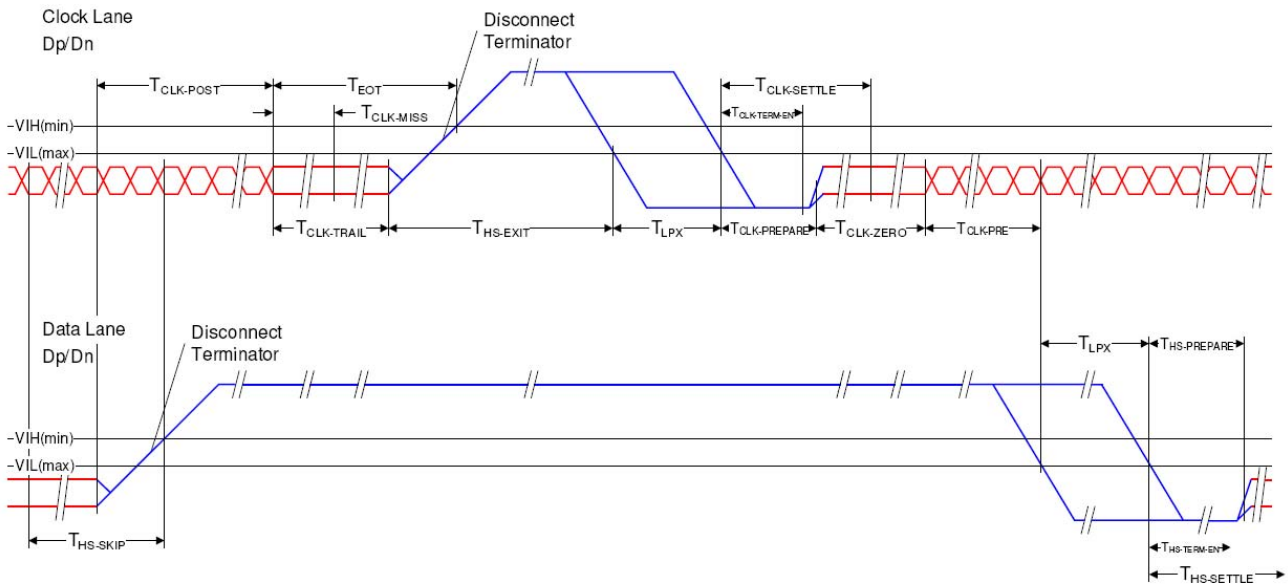 Clock Lane
Dp/Dn
Disconnect
Terminator
TCLK-POST
TEOT
TCLK-SETTLE
TCLK-MISS
TCLK-TERM-EN
VIH(min)
VIL(max)
TCLK-TRAIL
THS-EXIT
TLPX
TCLK-PREPARE
TCLK-ZERO
TCLK-PRE
Data Lane
Dp/Dn
Disconnect
Terminator
TLPX
THS-PREPARE
VIH(min)
VIL(max)
THS-SKIP
THS-TERM-EN
THS-SETTLE